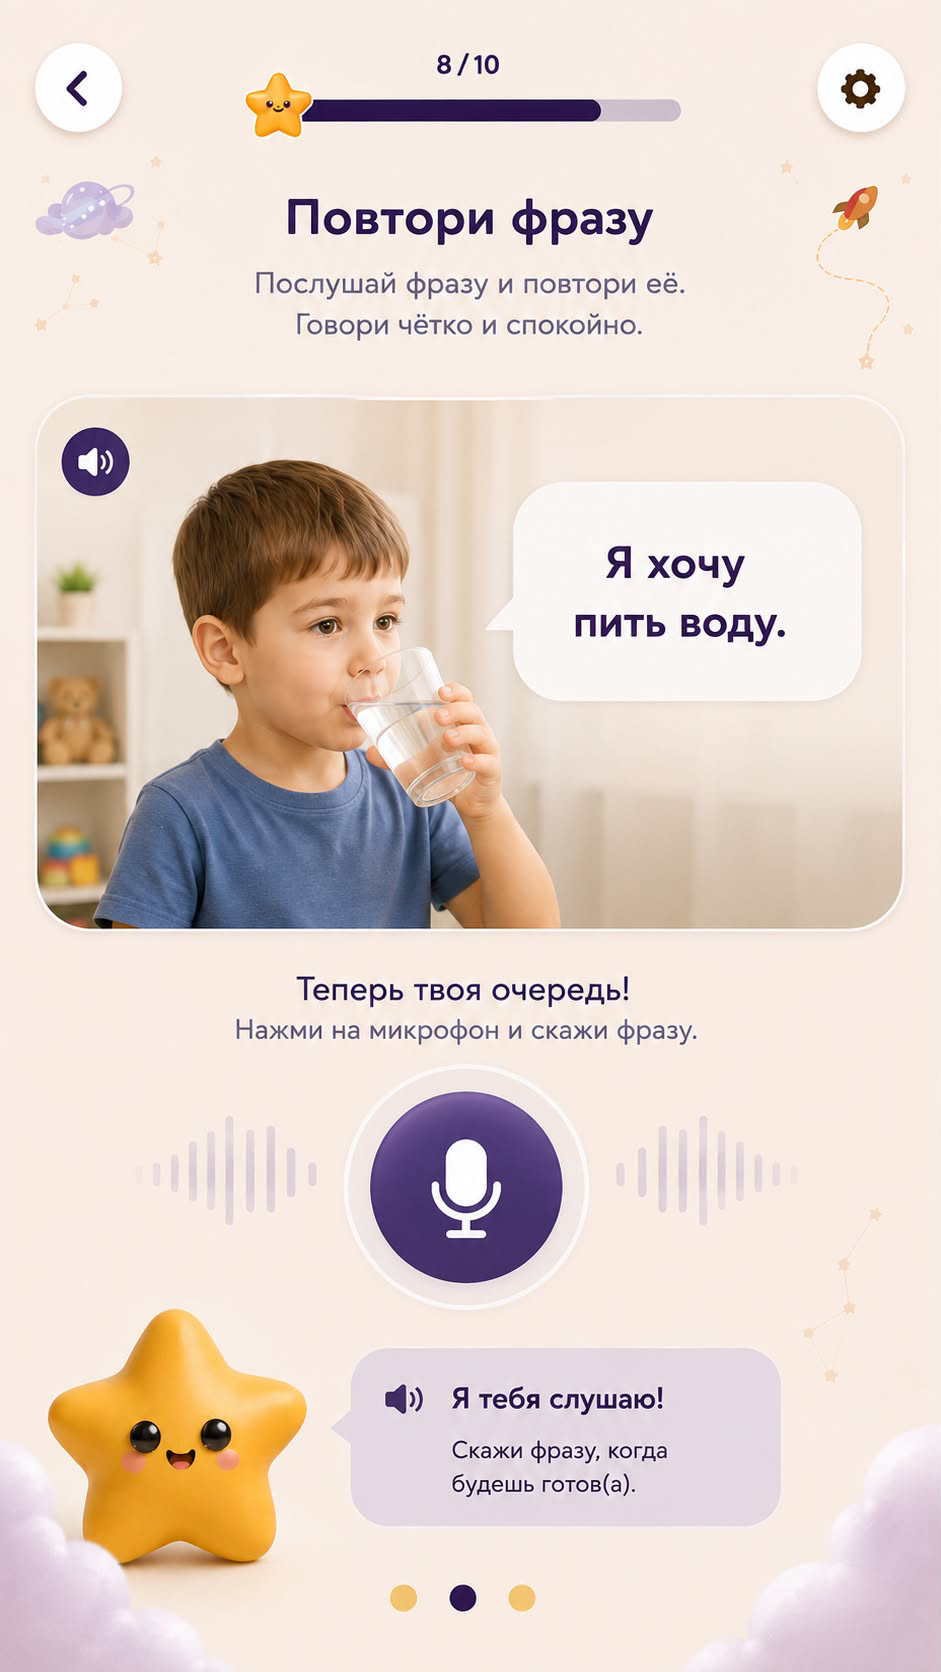 8 / 10
Повтори фразу
Послушай фразу и повтори её.
Говори чётко и спокойно.
Я хочу
пить воду.
Теперь твоя очередь!
Нажми на микрофон и скажи фразу.
Я тебя слушаю!
Скажи фразу, когда
будешь готов(а).